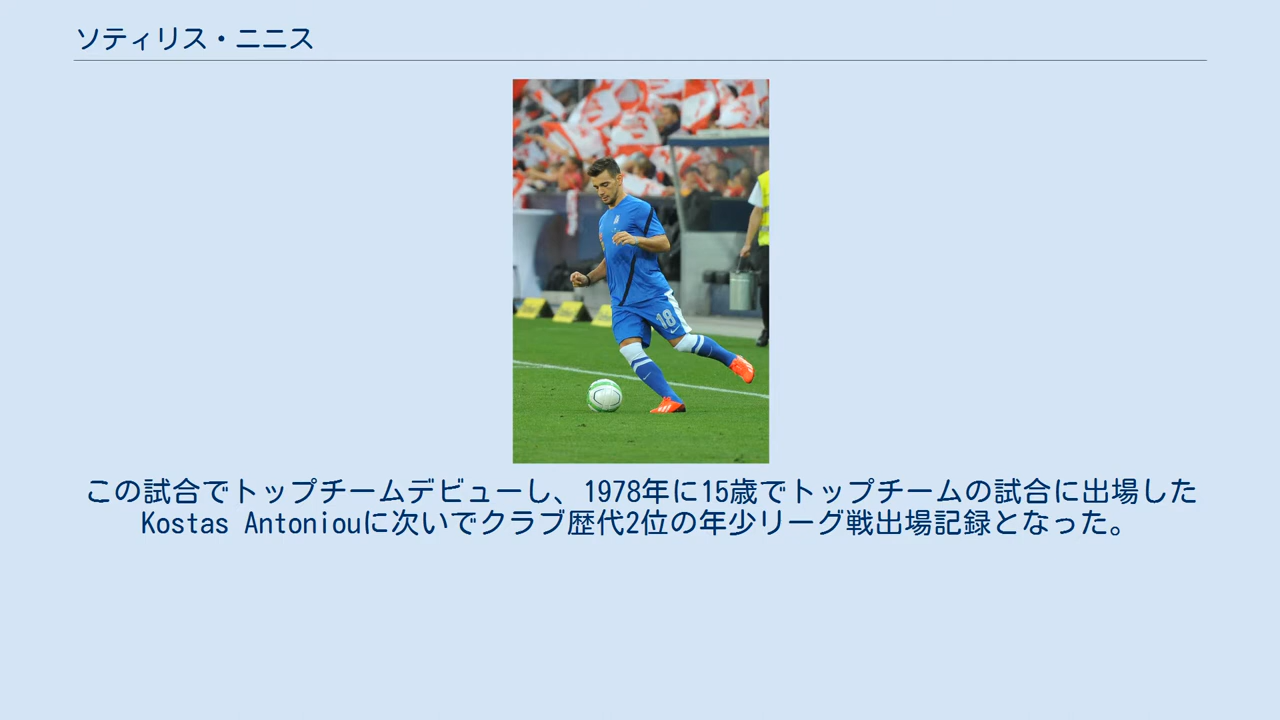 ソティリス・ニニス
18
この試合でトップチームデビューし、1978年に15歳でトップチームの試合に出場した
Kostas Antoniouに次いでクラブ歴代2位の年少リーグ戦出場記録となった。